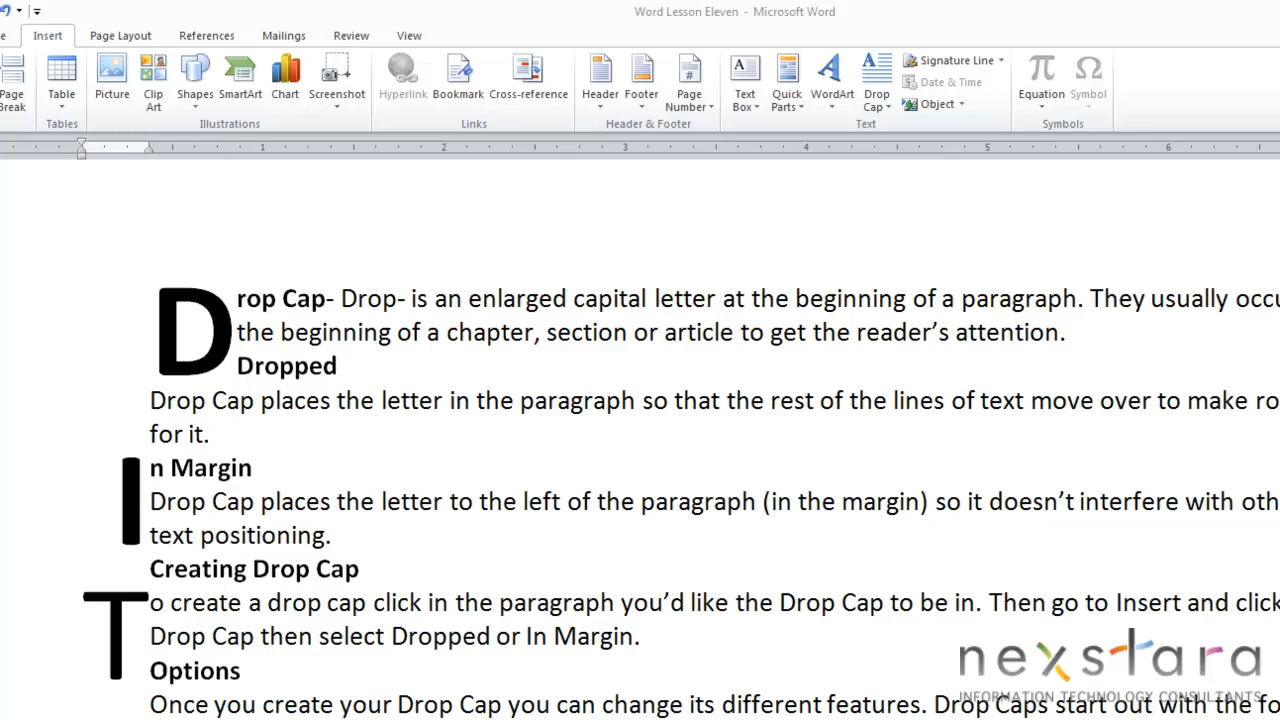 Word Lesson Eleven - Microsoft Word
Insert Page Layout References Mailings Review View
Page Break
Table
Picture
Clip Art
Shapes
SmartArt
Chart
Screenshot
Hyperlink
Bookmark
Cross-reference
Header
Footer
Page Number
Text Box
Quick Parts
WordArt
Drop Cap
Signature Line
Date & Time
Object
Equation
Symbol
Tables Illustrations Links Header & Footer Text Symbols
1 2 3 4 5 6
Drop Cap- Drop- is an enlarged capital letter at the beginning of a paragraph. They usually occu
the beginning of a chapter, section or article to get the reader’s attention.
Dropped
Drop Cap places the letter in the paragraph so that the rest of the lines of text move over to make ro
for it.
In Margin
Drop Cap places the letter to the left of the paragraph (in the margin) so it doesn’t interfere with oth
text positioning.
Creating Drop Cap
To create a drop cap click in the paragraph you’d like the Drop Cap to be in. Then go to Insert and click
Drop Cap then select Dropped or In Margin.
Options
Once you create your Drop Cap you can change its different features. Drop Caps start out with the fo
nexstara
INFORMATION TECHNOLOGY CONSULTANTS